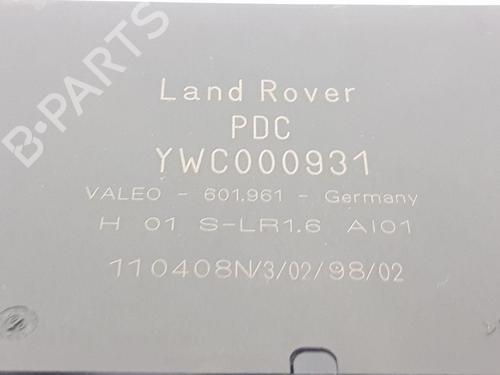 Land Rover
PDC
YWC000931
VALEO - 601.961 - Germany
H 01 S-LR1.6 AI01
110408N/3/02/98/02
B-PARTS